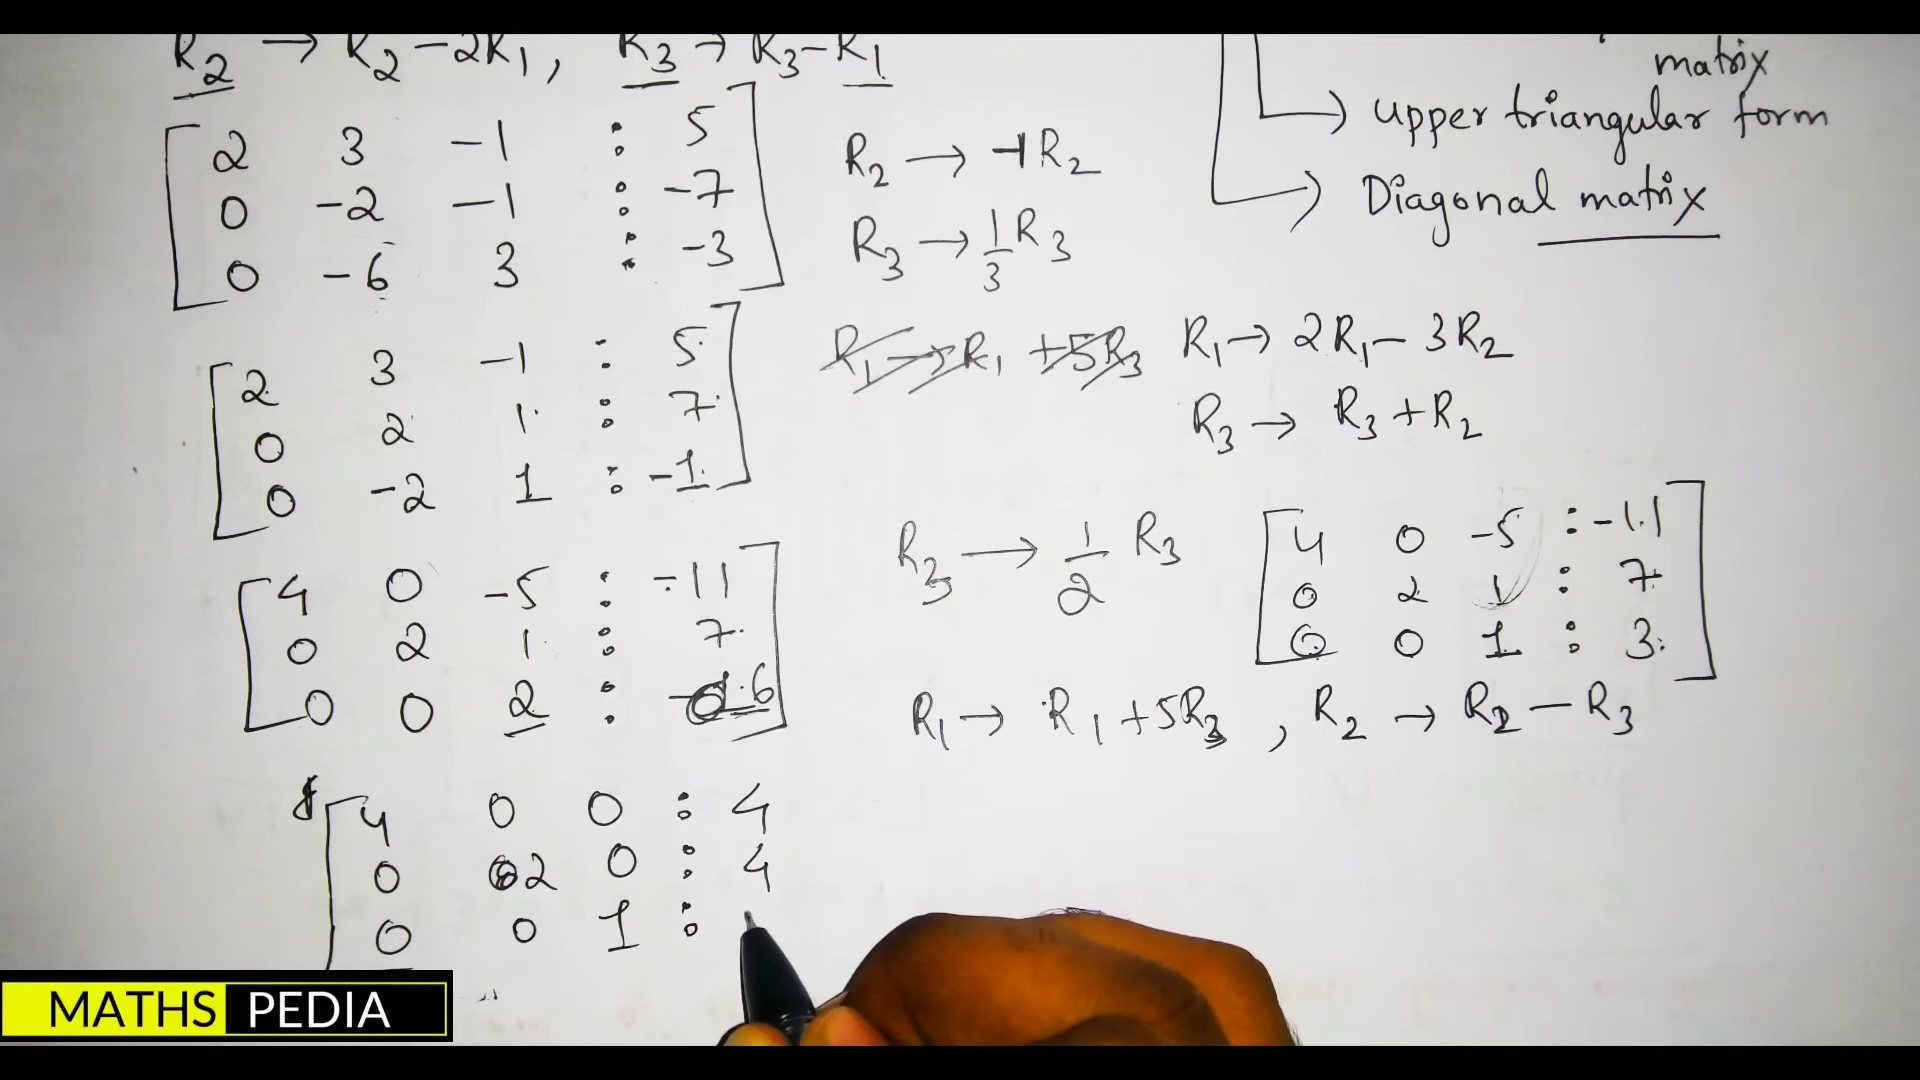 R2 → R2 -2R1, R3 → R3-R1
matrix
upper triangular form
Diagonal matrix
[ 2 3 -1 : 5
0 -2 -1 : -7
0 -6 3 : -3 ]
R2 → -1R2
R3 → 1/3 R3
[ 2 3 -1 : 5
0 2 1 : 7
0 -2 1 : -1 ]
R1 → 2R1 - 3R2
R3 → R3 + R2
[ 4 0 -5 : -11
0 2 1 : 7
0 0 2 : 6 ]
R3 → 1/2 R3
[ 4 0 -5 : -11
0 2 1 : 7
0 0 1 : 3 ]
R1 → R1 +5R3, R2 → R2 - R3
[ 4 0 0 : 4
0 2 0 : 4
0 0 1 :
MATHS PEDIA